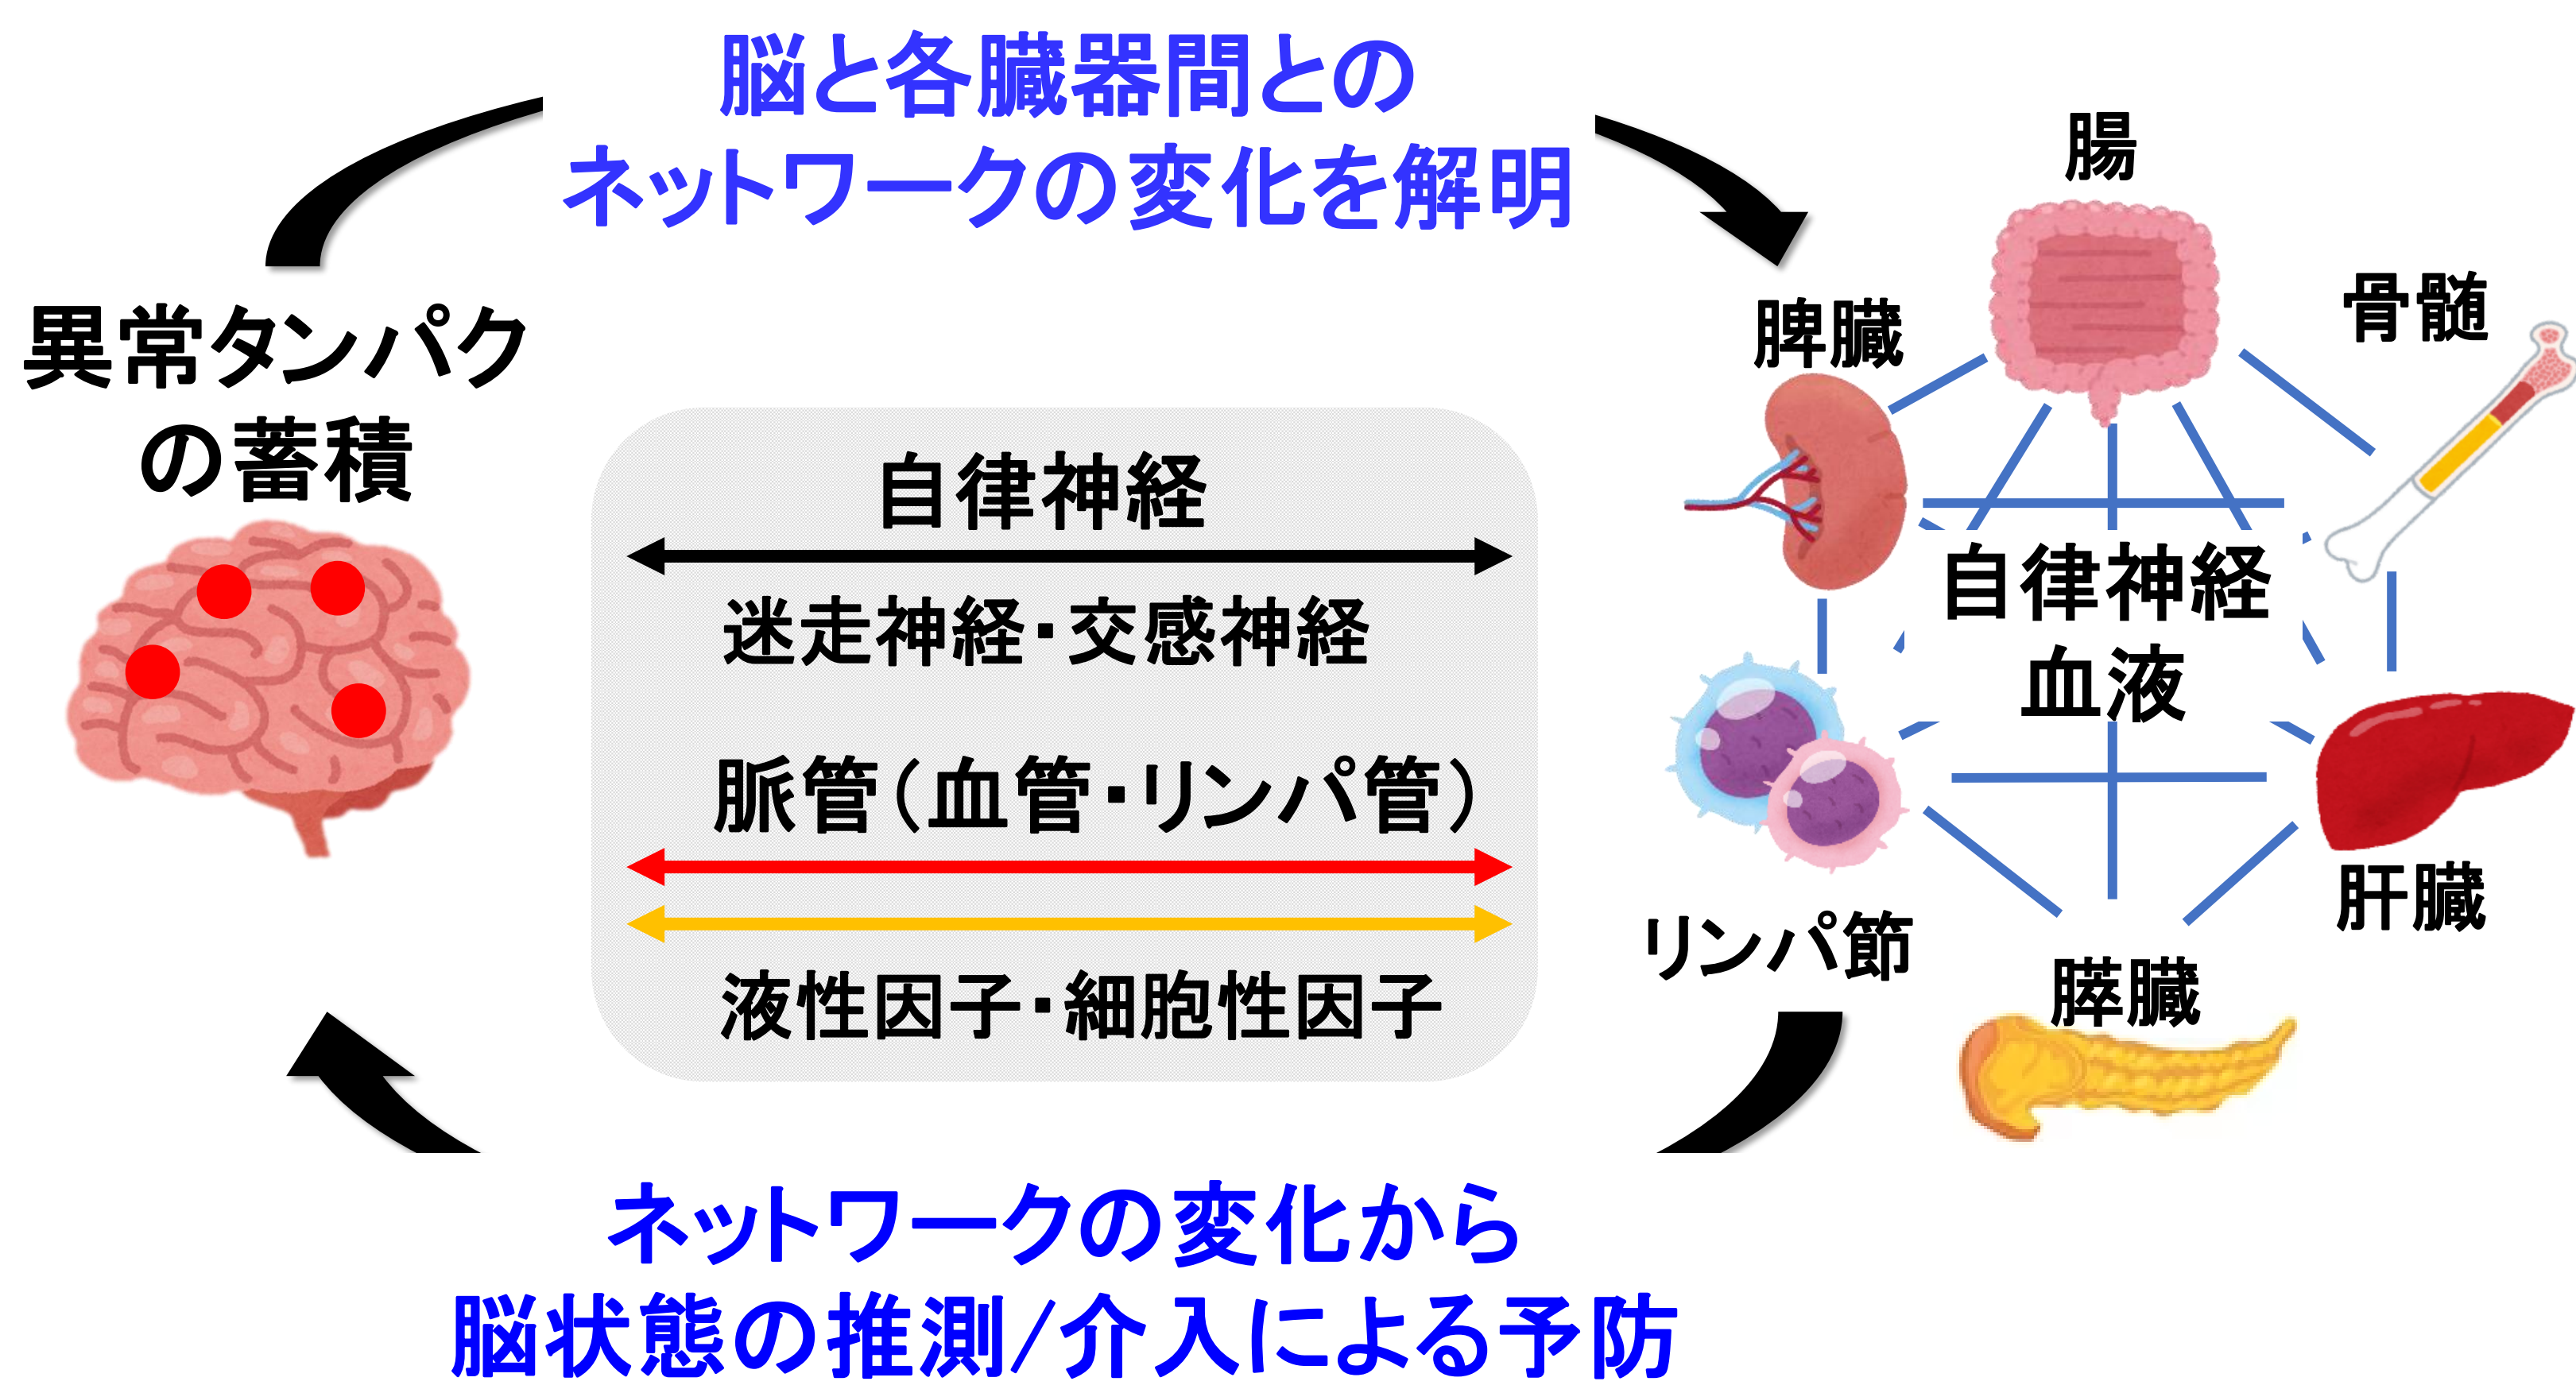 脳と各臓器間との
ネットワークの変化を解明
異常タンパク
の蓄積
自律神経
迷走神経・交感神経
脈管（血管・リンパ管）
液性因子・細胞性因子
腸
脾臓
骨髄
自律神経
血液
リンパ節
肝臓
膵臓
ネットワークの変化から
脳状態の推測/介入による予防